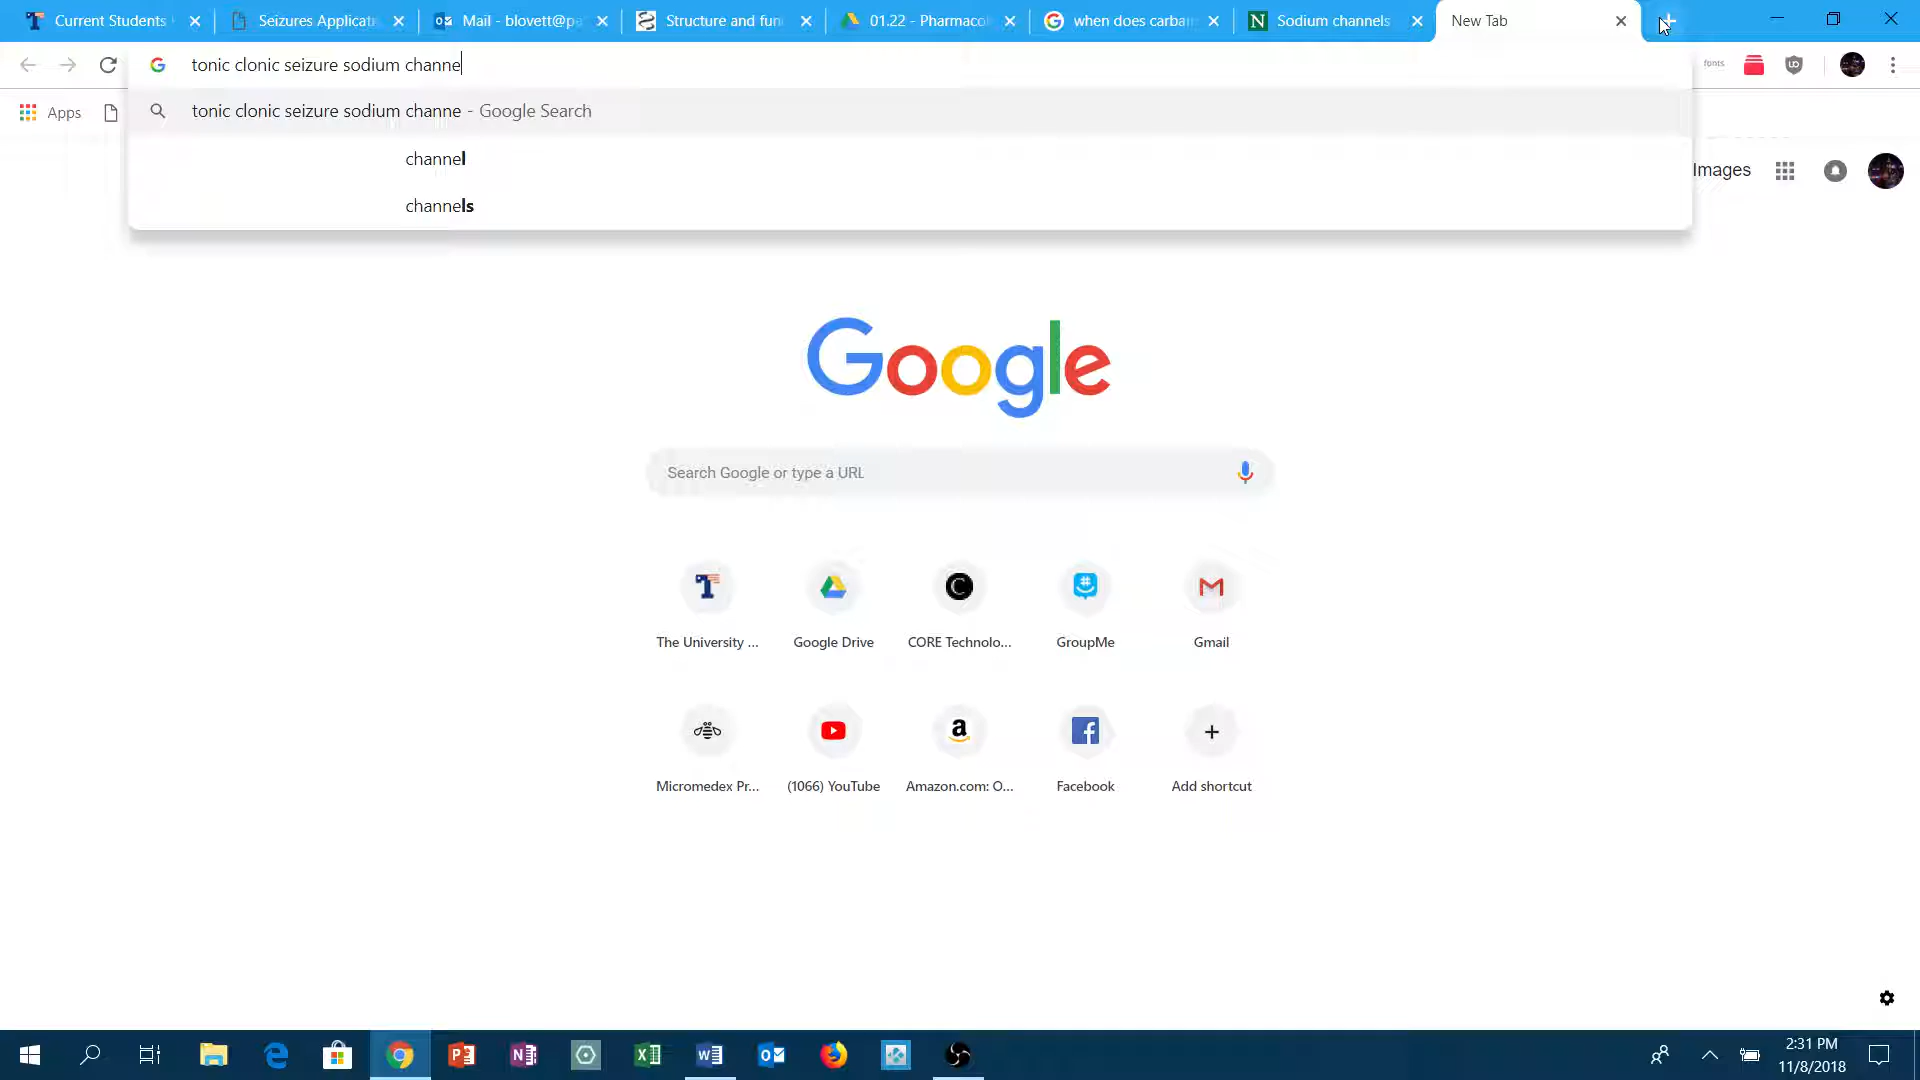 Current Students
Seizures Applicat
Mail - blovett@pe
Structure and fun
01.22 - Pharmacol
when does carbam
Sodium channels
New Tab
tonic clonic seizure sodium channe
fonts
tonic clonic seizure sodium channe - Google Search
Apps
channel
channels
Images
Google
Search Google or type a URL
The University ...
Google Drive
CORE Technolo...
GroupMe
Gmail
Micromedex Pr...
(1066) YouTube
Amazon.com: O...
Facebook
Add shortcut
2:31 PM
11/8/2018